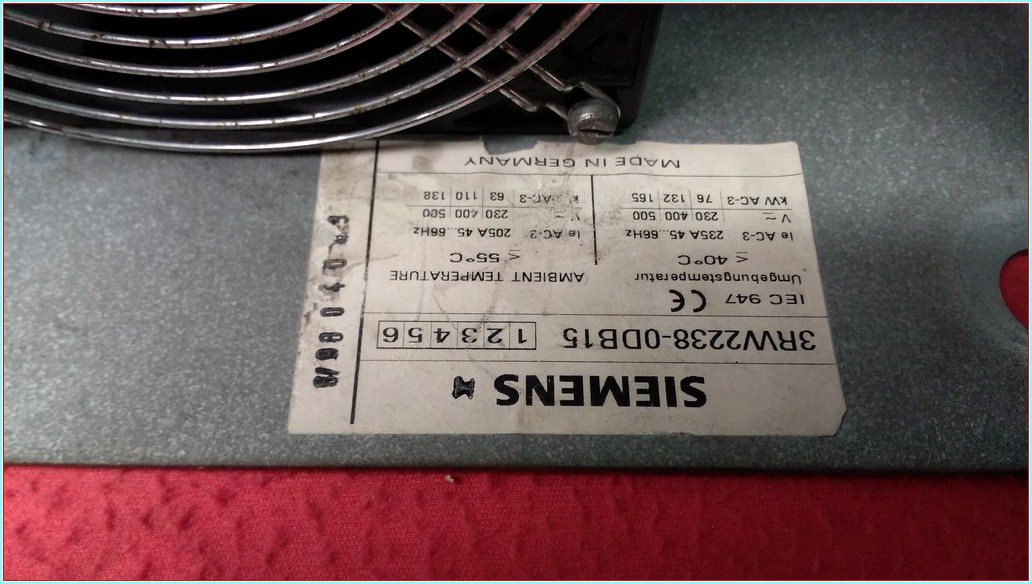 SIEMENS
3RW2238-0DB15 1 2 3 4 5 6
IEC 947 CE
Umgebungstemperatur AMBIENT TEMPERATURE
≤ 40°C ≤ 55°C
Ie AC-3 235A 45...66Hz Ie AC-3 205A 45...66Hz
V 230 400 500 V 230 400 500
kW AC-3 76 132 165 kW AC-3 63 110 138
MADE IN GERMANY